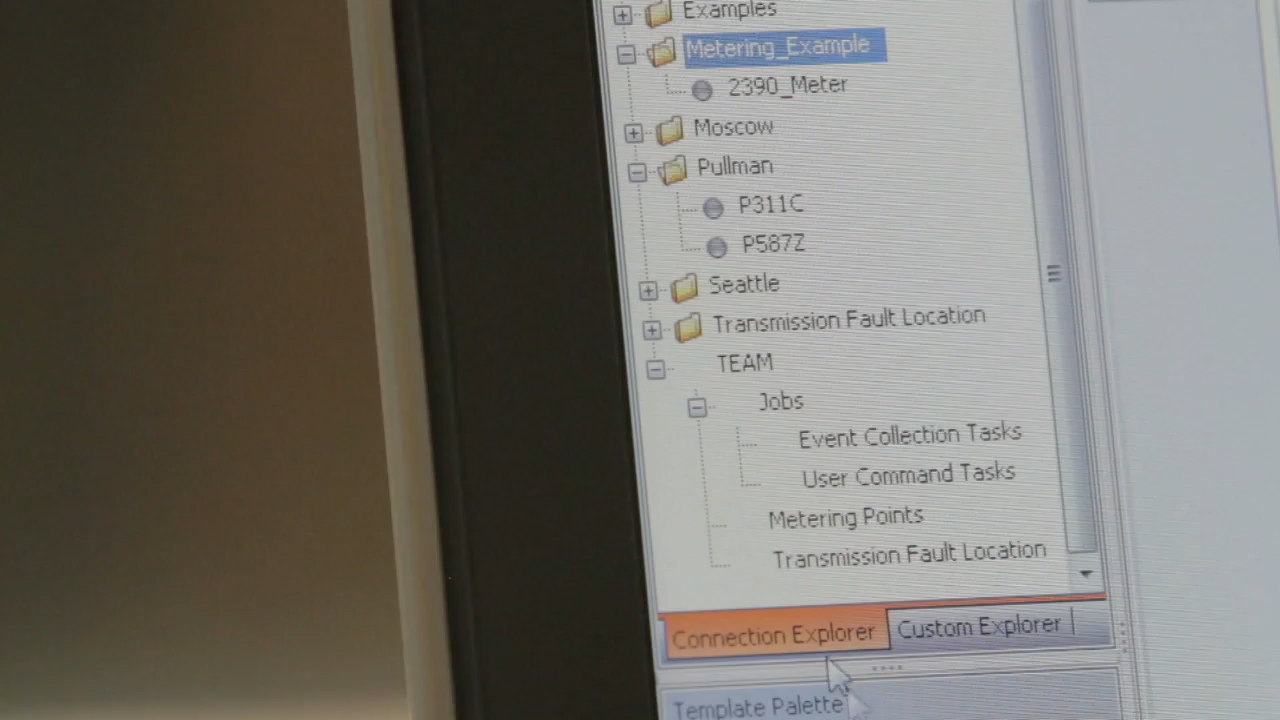 Examples
Metering_Example
2390_Meter
Moscow
Pullman
P311C
P587Z
Seattle
Transmission Fault Location
TEAM
Jobs
Event Collection Tasks
User Command Tasks
Metering Points
Transmission Fault Location
Connection Explorer
Custom Explorer
Template Palette